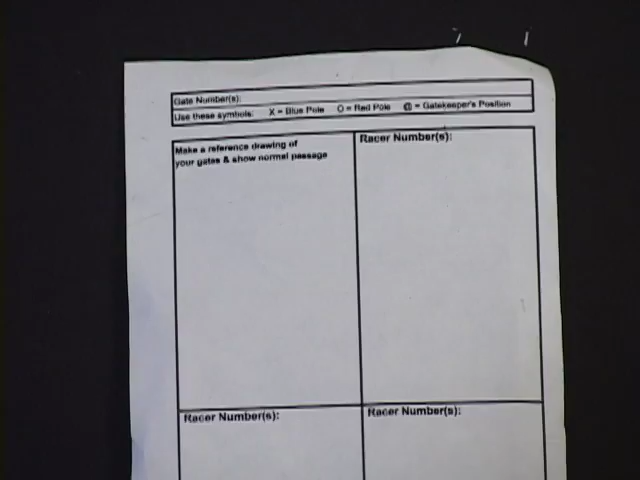 Gate Number(s):
Use these symbols: X = Blue Pole O = Red Pole @ = Gatekeeper's Position
Make a reference drawing of
your gates & show normal passage
Racer Number(s):
Racer Number(s):
Racer Number(s):